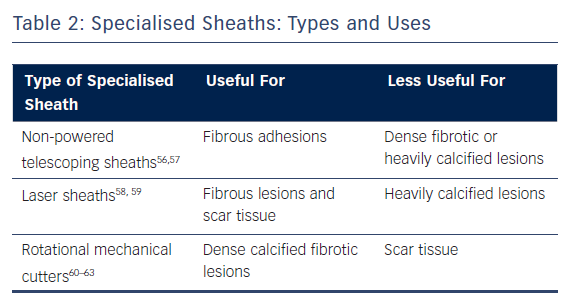 Table 2: Specialised Sheaths: Types and Uses
Type of Specialised Sheath | Useful For | Less Useful For
Non-powered telescoping sheaths56,57 | Fibrous adhesions | Dense fibrotic or heavily calcified lesions
Laser sheaths58, 59 | Fibrous lesions and scar tissue | Heavily calcified lesions
Rotational mechanical cutters60–63 | Dense calcified fibrotic lesions | Scar tissue